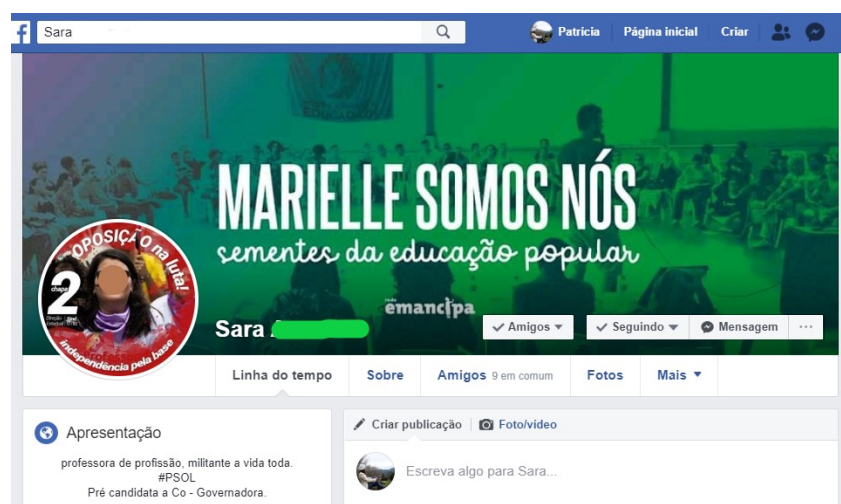 Sara
Patrícia
Página inicial
Criar
MARIELLE SOMOS NÓS
sementes da educação popular
rede
emancipa
OPOSIÇÃO na luta!
chapa
2
independência pela base
Sara
Amigos
Seguindo
Mensagem
Linha do tempo
Sobre
Amigos 9 em comum
Fotos
Mais
Apresentação
professora de profissão, militante a vida toda.
#PSOL
Pré candidata a Co - Governadora.
Criar publicação
Foto/vídeo
Escreva algo para Sara...